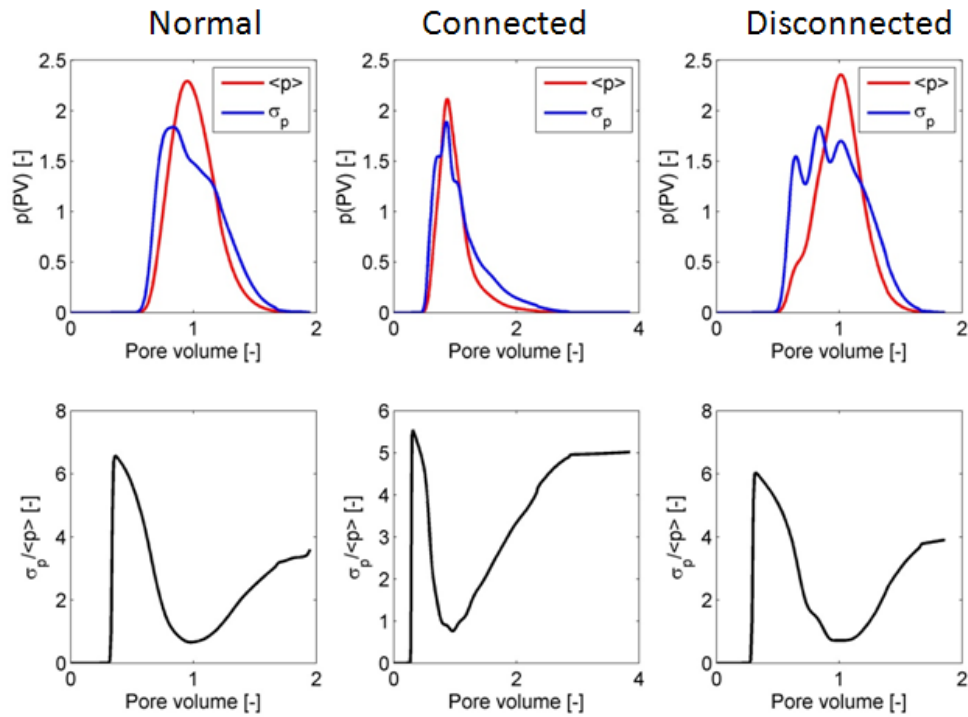 Normal
Connected
Disconnected
2.5
2
1.5
1
0.5
0
p(PV) [-]
<p>
σp
0 1 2
Pore volume [-]
2.5
2
1.5
1
0.5
0
p(PV) [-]
<p>
σp
0 2 4
Pore volume [-]
2.5
2
1.5
1
0.5
0
p(PV) [-]
<p>
σp
0 1 2
Pore volume [-]
8
6
4
2
0
σp/<p> [-]
0 1 2
Pore volume [-]
6
5
4
3
2
1
0
σp/<p> [-]
0 2 4
Pore volume [-]
8
6
4
2
0
σp/<p> [-]
0 1 2
Pore volume [-]